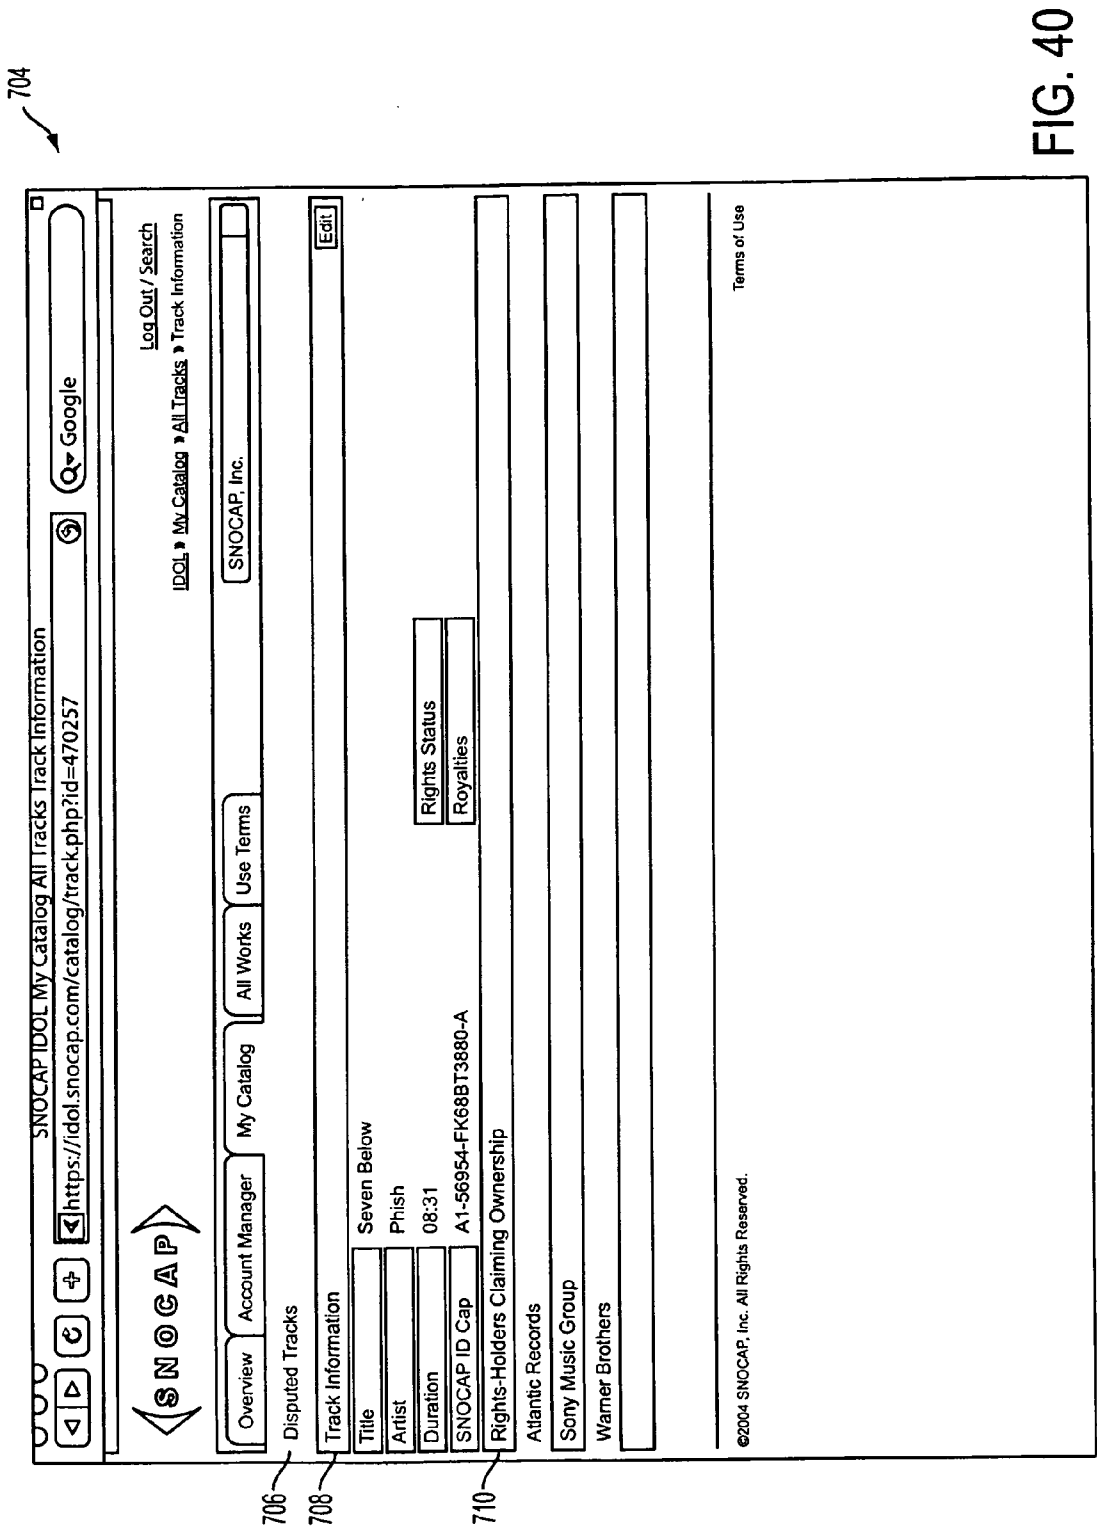 704
SNOCAP IDOL My Catalog All Tracks Track Information
https://idol.snocap.com/catalog/track.php?id=470257
Google
SNOCAP
Log Out / Search
IDOL » My Catalog » All Tracks » Track Information
Overview Account Manager My Catalog All Works Use Terms SNOCAP, Inc.
706 Disputed Tracks
708 Track Information Edit
Title Seven Below
Artist Phish
Duration 08:31 Rights Status
SNOCAP ID Cap A1-56954-FK68BT3880-A Royalties
710 Rights-Holders Claiming Ownership
Atlantic Records
Sony Music Group
Warner Brothers
©2004 SNOCAP, Inc. All Rights Reserved. Terms of Use
FIG. 40